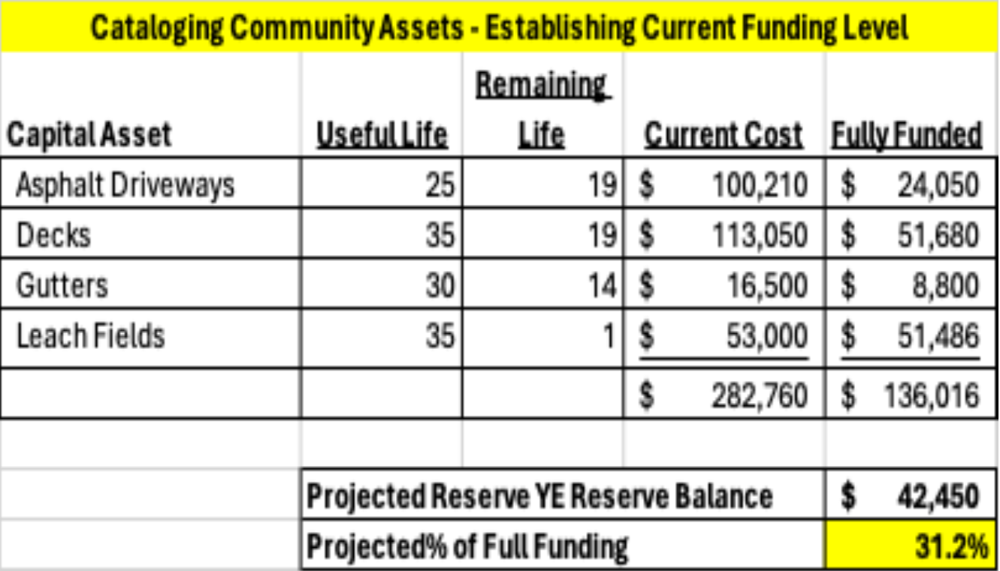 Cataloging Community Assets - Establishing Current Funding Level
Remaining
Capital Asset Useful Life Life Current Cost Fully Funded
Asphalt Driveways 25 19 $ 100,210 $ 24,050
Decks 35 19 $ 113,050 $ 51,680
Gutters 30 14 $ 16,500 $ 8,800
Leach Fields 35 1 $ 53,000 $ 51,486
$ 282,760 $ 136,016
Projected Reserve YE Reserve Balance $ 42,450
Projected% of Full Funding 31.2%